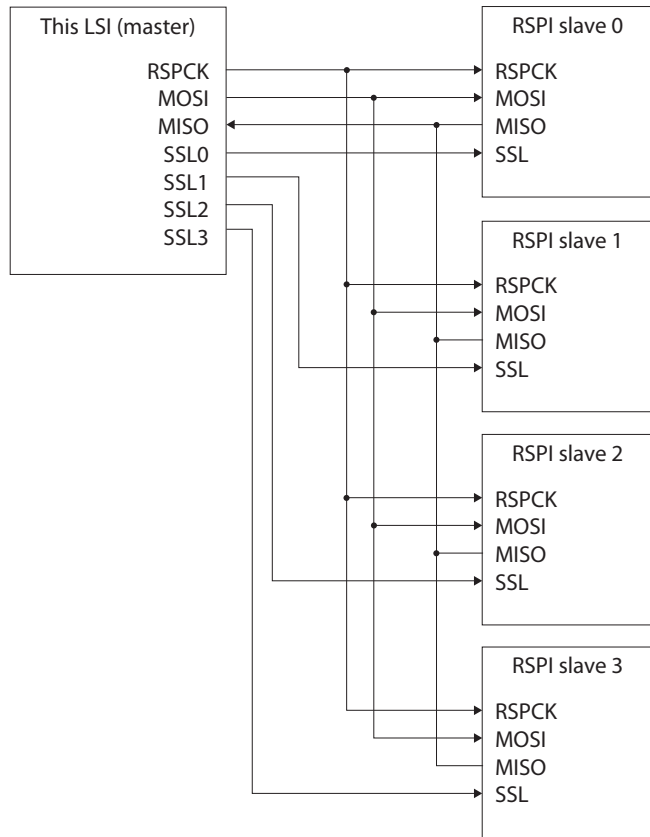 This LSI (master)
RSPCK
MOSI
MISO
SSL0
SSL1
SSL2
SSL3
RSPI slave 0
RSPCK
MOSI
MISO
SSL
RSPI slave 1
RSPCK
MOSI
MISO
SSL
RSPI slave 2
RSPCK
MOSI
MISO
SSL
RSPI slave 3
RSPCK
MOSI
MISO
SSL